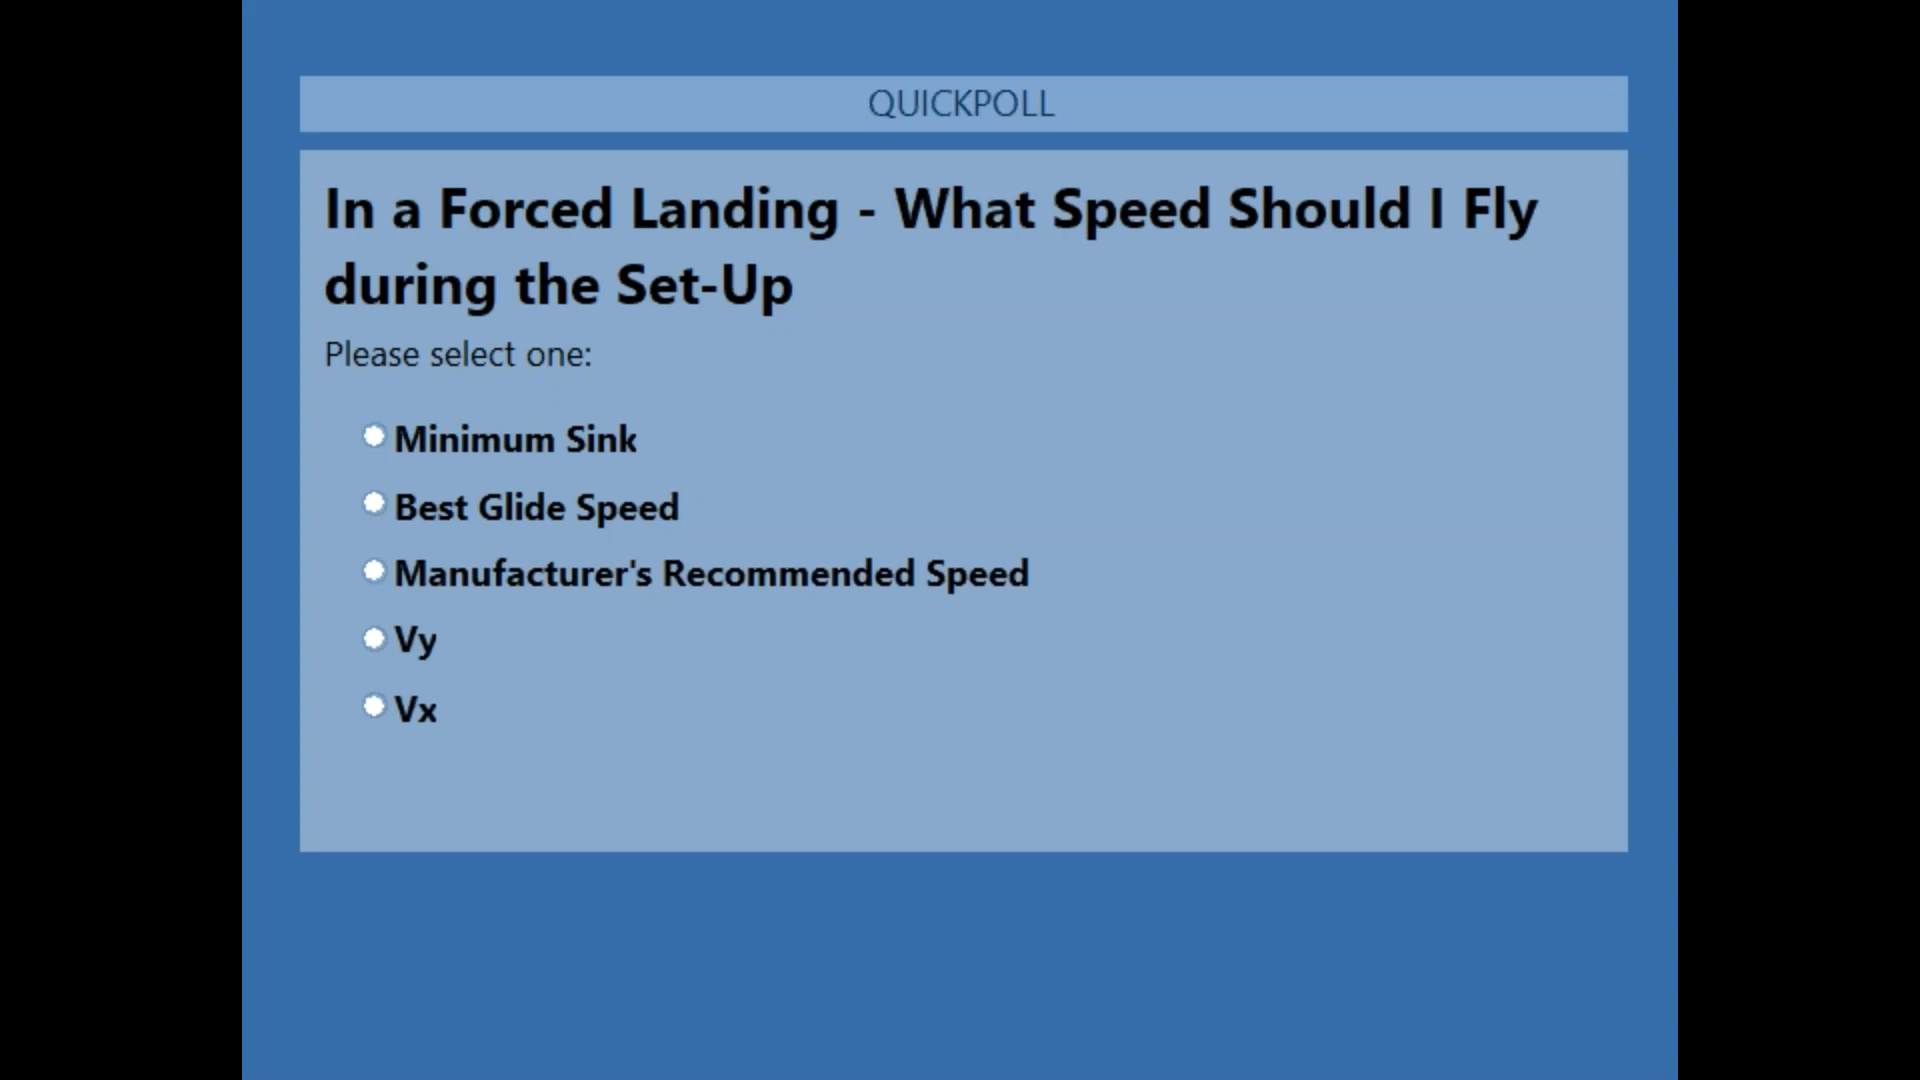 QUICKPOLL
In a Forced Landing - What Speed Should I Fly
during the Set-Up
Please select one:
Minimum Sink
Best Glide Speed
Manufacturer's Recommended Speed
Vy
Vx